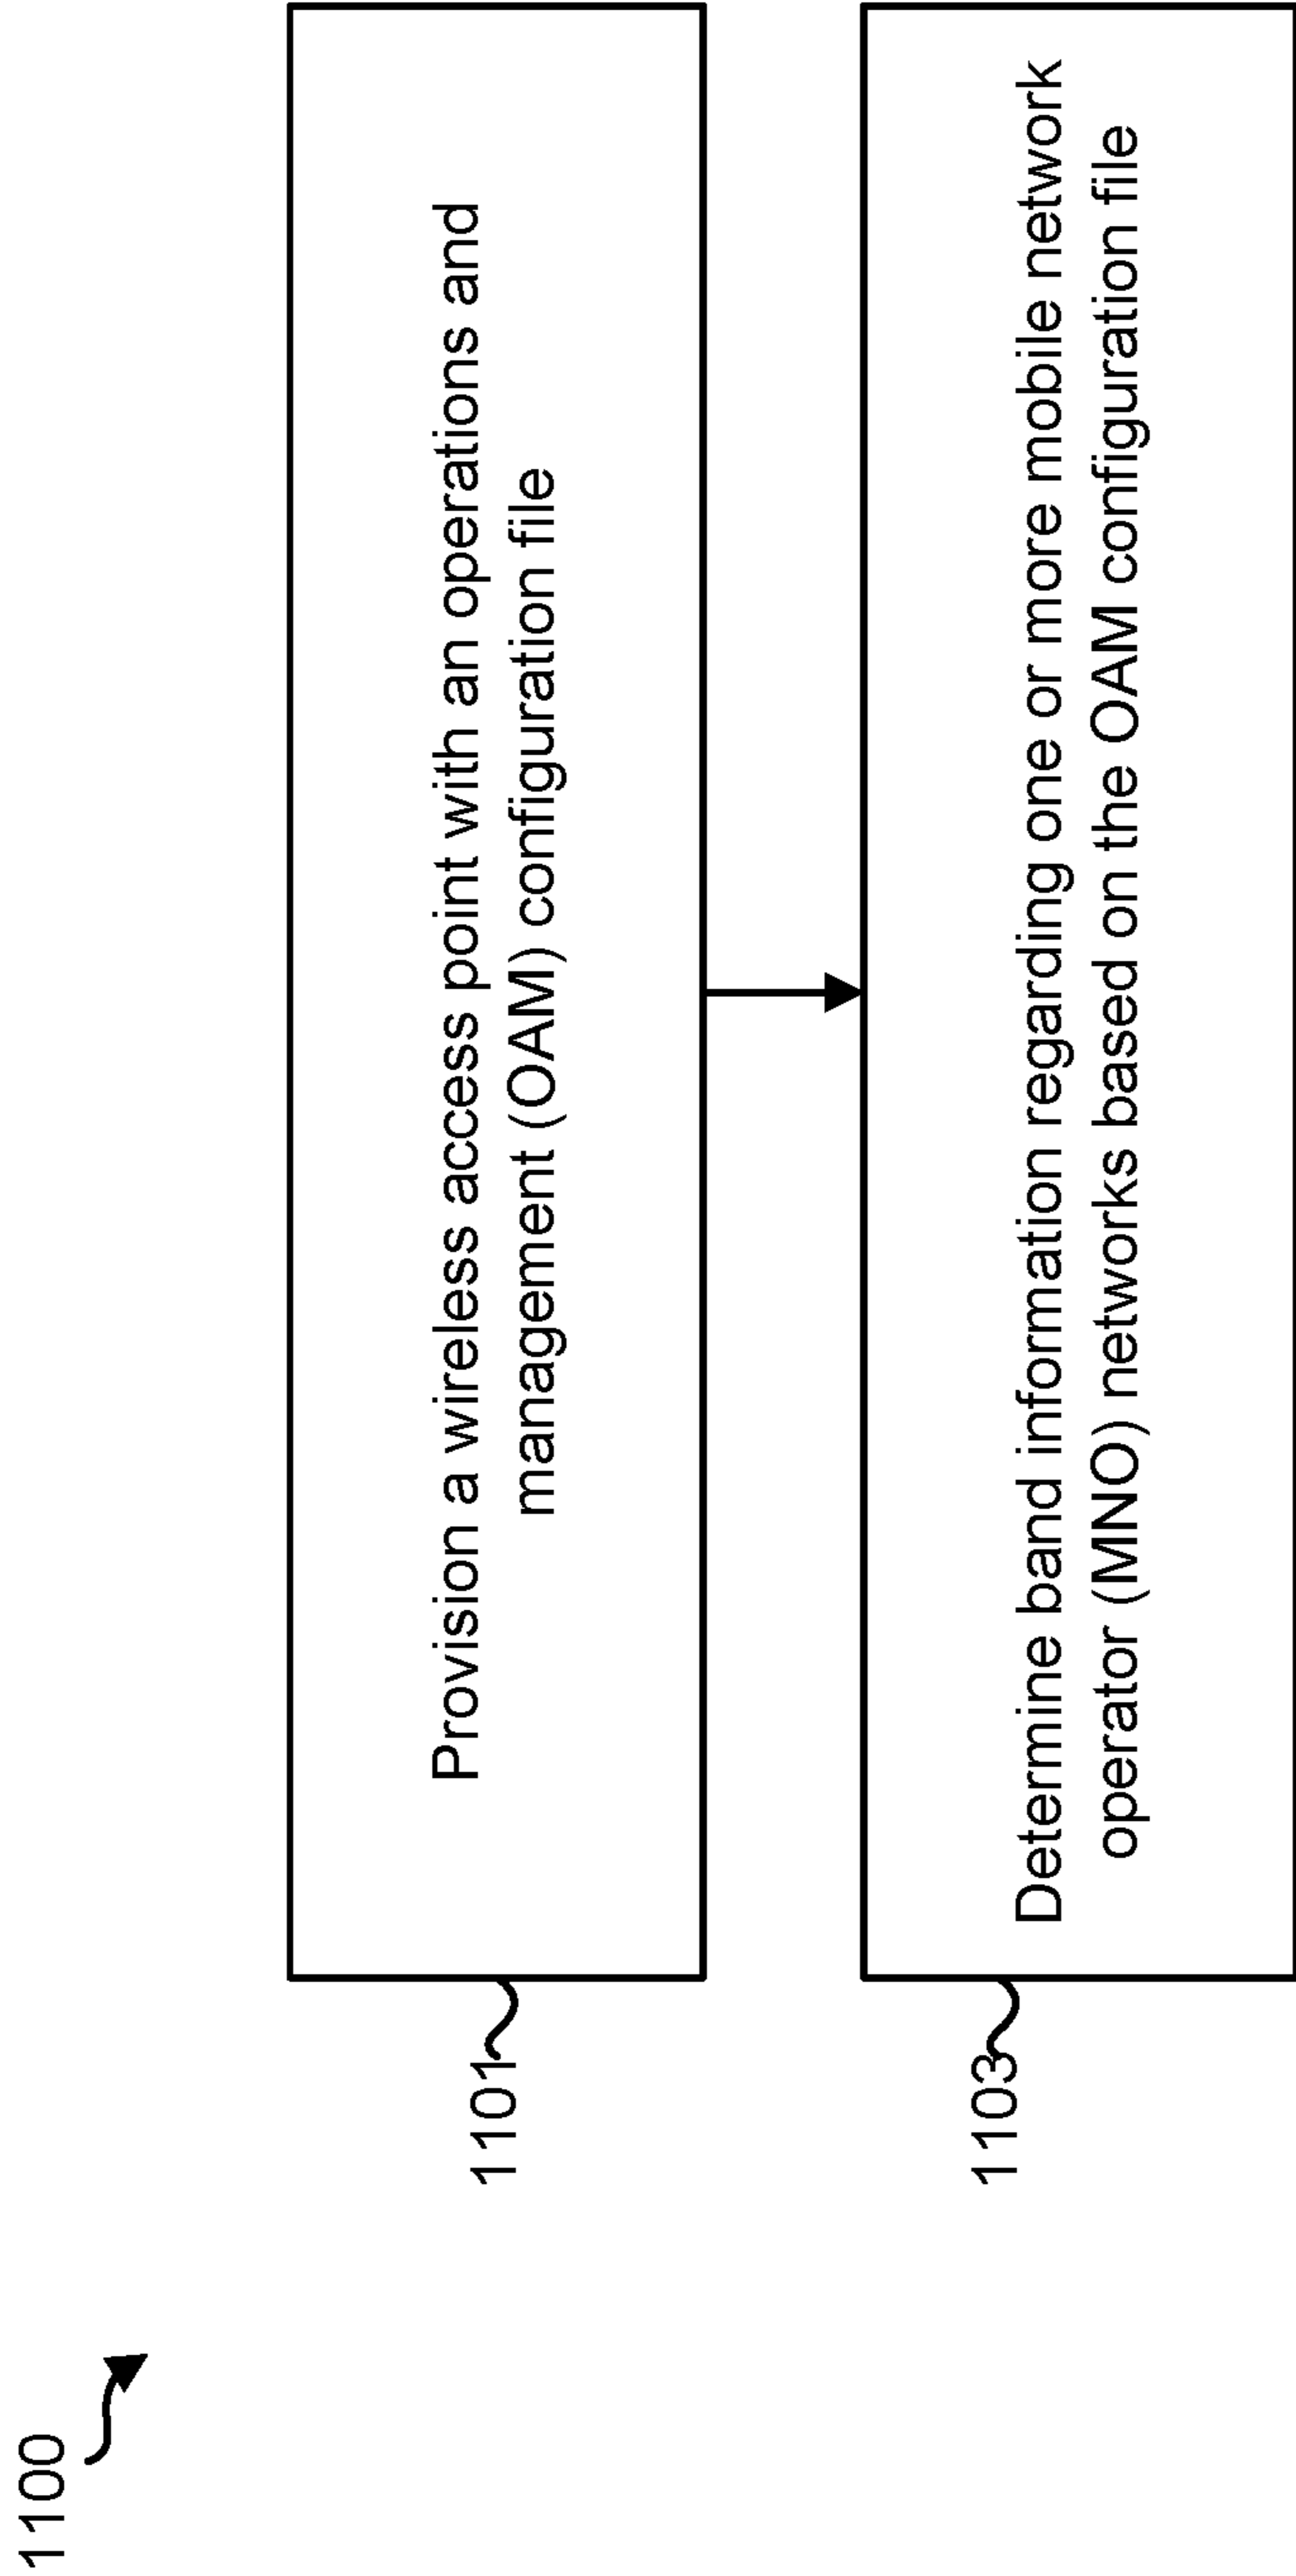 1100
1101
Provision a wireless access point with an operations and
management (OAM) configuration file
1103
Determine band information regarding one or more mobile network
operator (MNO) networks based on the OAM configuration file